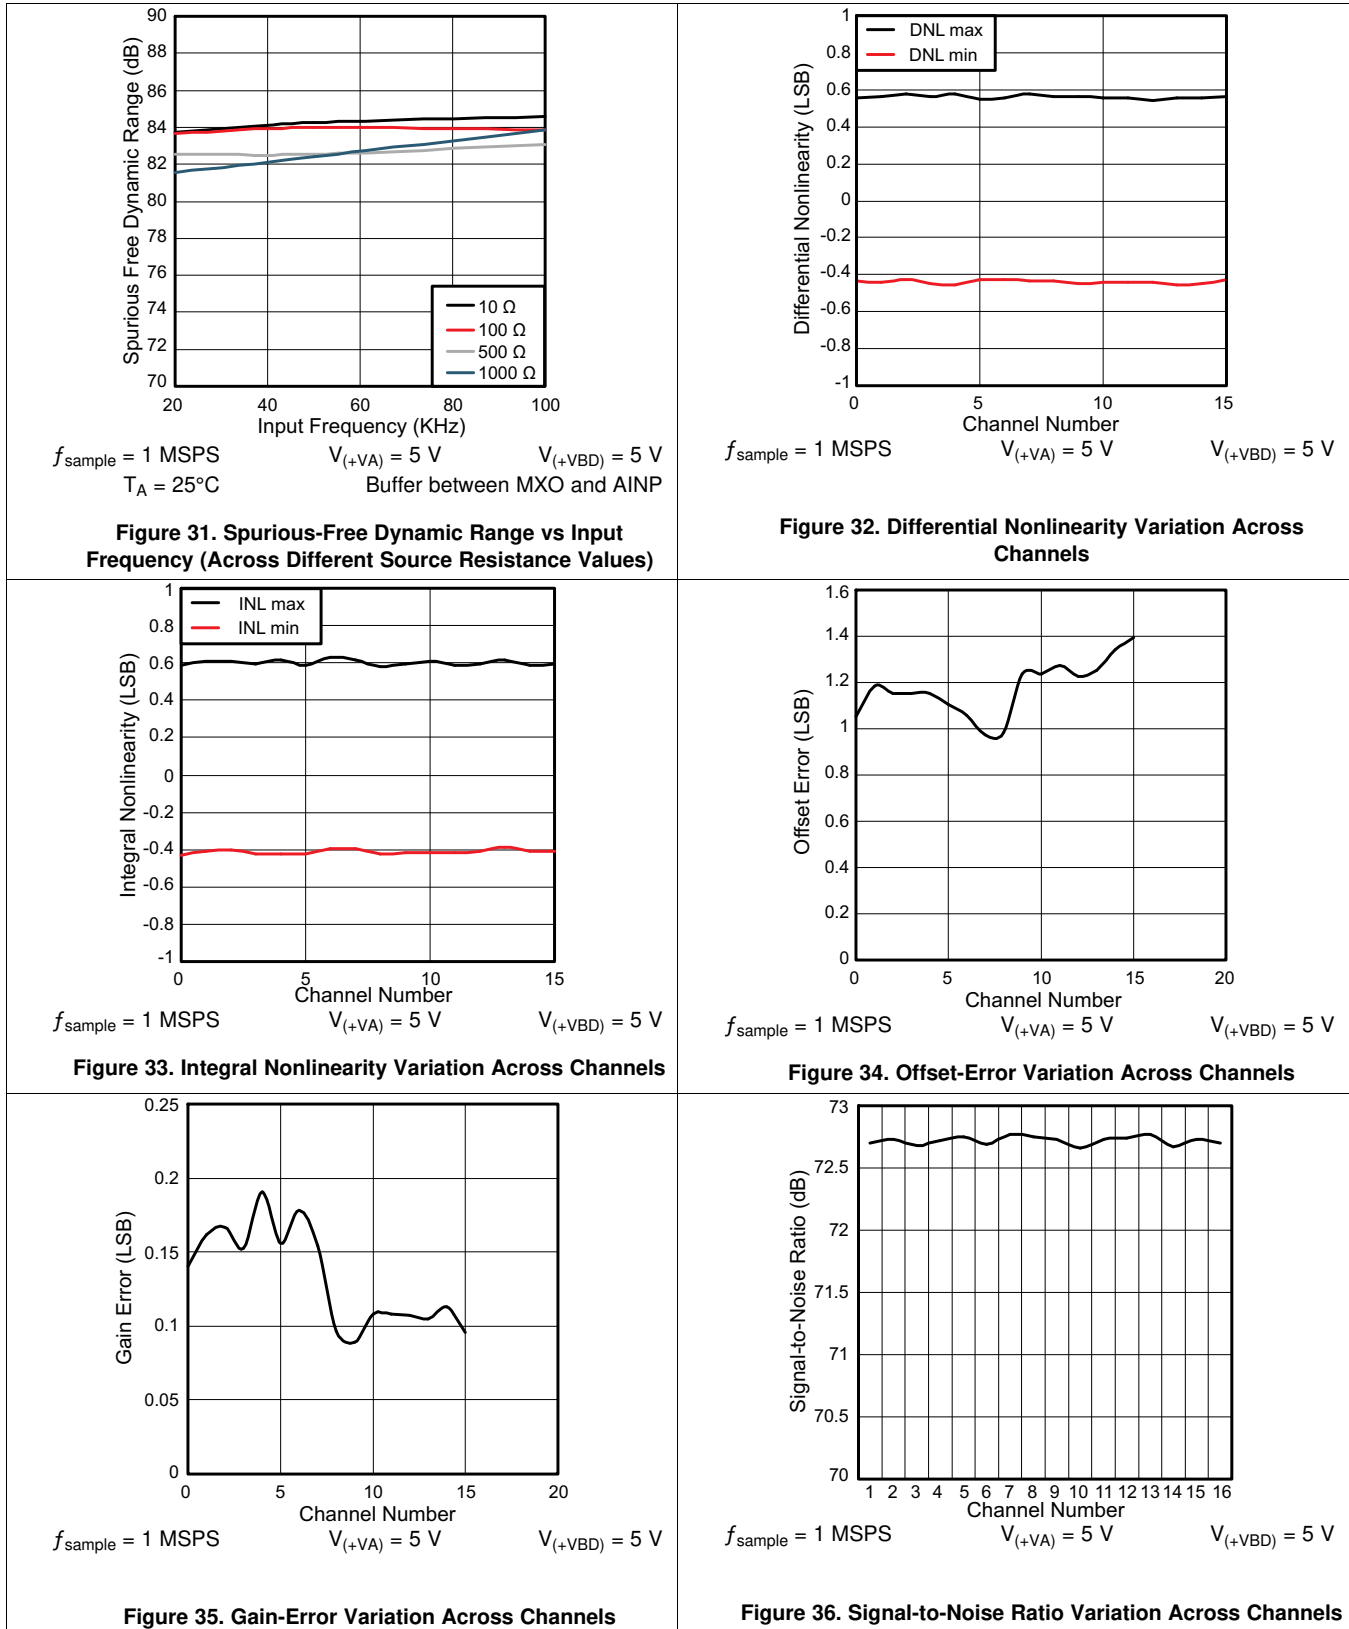 90
88
86
84
82
80
78
76
74
72
70
Spurious Free Dynamic Range (dB)
10 Ω
100 Ω
500 Ω
1000 Ω
20 40 60 80 100
Input Frequency (KHz)
fsample = 1 MSPS V(+VA) = 5 V V(+VBD) = 5 V
TA = 25°C Buffer between MXO and AINP
Figure 31. Spurious-Free Dynamic Range vs Input
Frequency (Across Different Source Resistance Values)
1
0.8
0.6
0.4
0.2
0
-0.2
-0.4
-0.6
-0.8
-1
Differential Nonlinearity (LSB)
DNL max
DNL min
0 5 10 15
Channel Number
fsample = 1 MSPS V(+VA) = 5 V V(+VBD) = 5 V
Figure 32. Differential Nonlinearity Variation Across
Channels
1
0.8
0.6
0.4
0.2
0
-0.2
-0.4
-0.6
-0.8
-1
Integral Nonlinearity (LSB)
INL max
INL min
0 5 10 15
Channel Number
fsample = 1 MSPS V(+VA) = 5 V V(+VBD) = 5 V
Figure 33. Integral Nonlinearity Variation Across Channels
1.6
1.4
1.2
1
0.8
0.6
0.4
0.2
0
Offset Error (LSB)
0 5 10 15 20
Channel Number
fsample = 1 MSPS V(+VA) = 5 V V(+VBD) = 5 V
Figure 34. Offset-Error Variation Across Channels
0.25
0.2
0.15
0.1
0.05
0
Gain Error (LSB)
0 5 10 15 20
Channel Number
fsample = 1 MSPS V(+VA) = 5 V V(+VBD) = 5 V
Figure 35. Gain-Error Variation Across Channels
73
72.5
72
71.5
71
70.5
70
Signal-to-Noise Ratio (dB)
1 2 3 4 5 6 7 8 9 10 11 12 13 14 15 16
Channel Number
fsample = 1 MSPS V(+VA) = 5 V V(+VBD) = 5 V
Figure 36. Signal-to-Noise Ratio Variation Across Channels